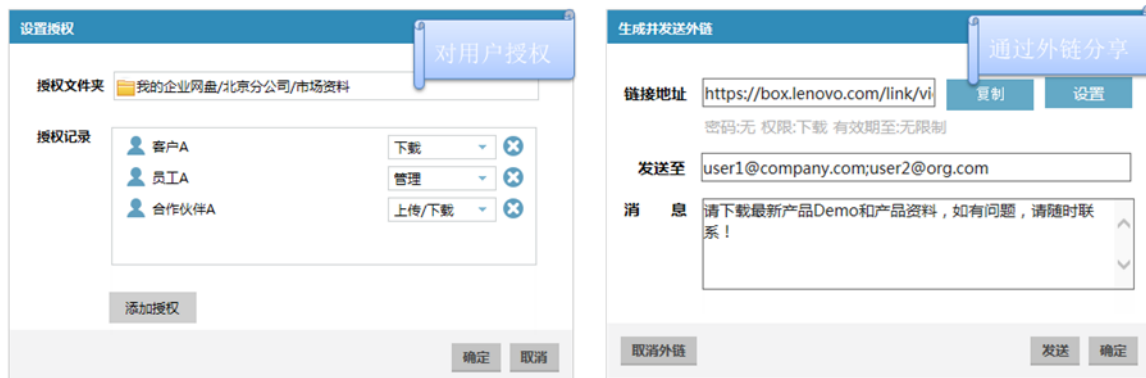 设置授权
对用户授权
授权文件夹 我的企业网盘/北京分公司/市场资料
授权记录
客户A 下载
员工A 管理
合作伙伴A 上传/下载
添加授权
确定 取消
生成并发送外链
通过外链分享
链接地址 https://box.lenovo.com/link/vi 复制 设置
密码:无 权限:下载 有效期至:无限制
发送至 user1@company.com;user2@org.com
消 息 请下载最新产品Demo和产品资料，如有问题，请随时联
系！
取消外链 发送 确定